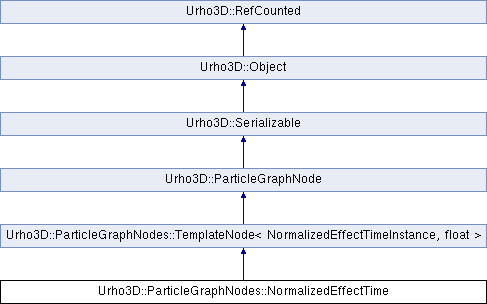 Urho3D::RefCounted
Urho3D::Object
Urho3D::Serializable
Urho3D::ParticleGraphNode
Urho3D::ParticleGraphNodes::TemplateNode< NormalizedEffectTimeInstance, float >
Urho3D::ParticleGraphNodes::NormalizedEffectTime